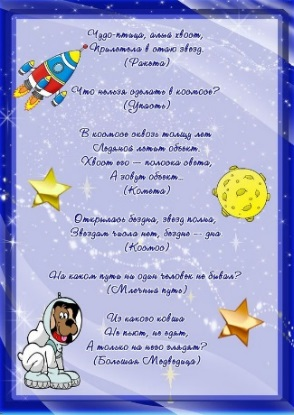 Чудо-птица, алый хвост,
Прилетела в стаю звезд.
(Ракета)
Что нельзя сделать в космосе?
(Упасть)
В космосе сквозь толщу лет
Ледяной летит объект.
Хвост его – полоска света,
А зовут объект..
(Комета)
Открылась бездна, звезд полна,
Звездам числа нет, бездне --- дна.
(Космос)
На каком пути ни один человек не бывал?
(Млечный путь)
Из какого ковша
Не пьют, не едят,
А только на него глядят?
(Большая Медведица)